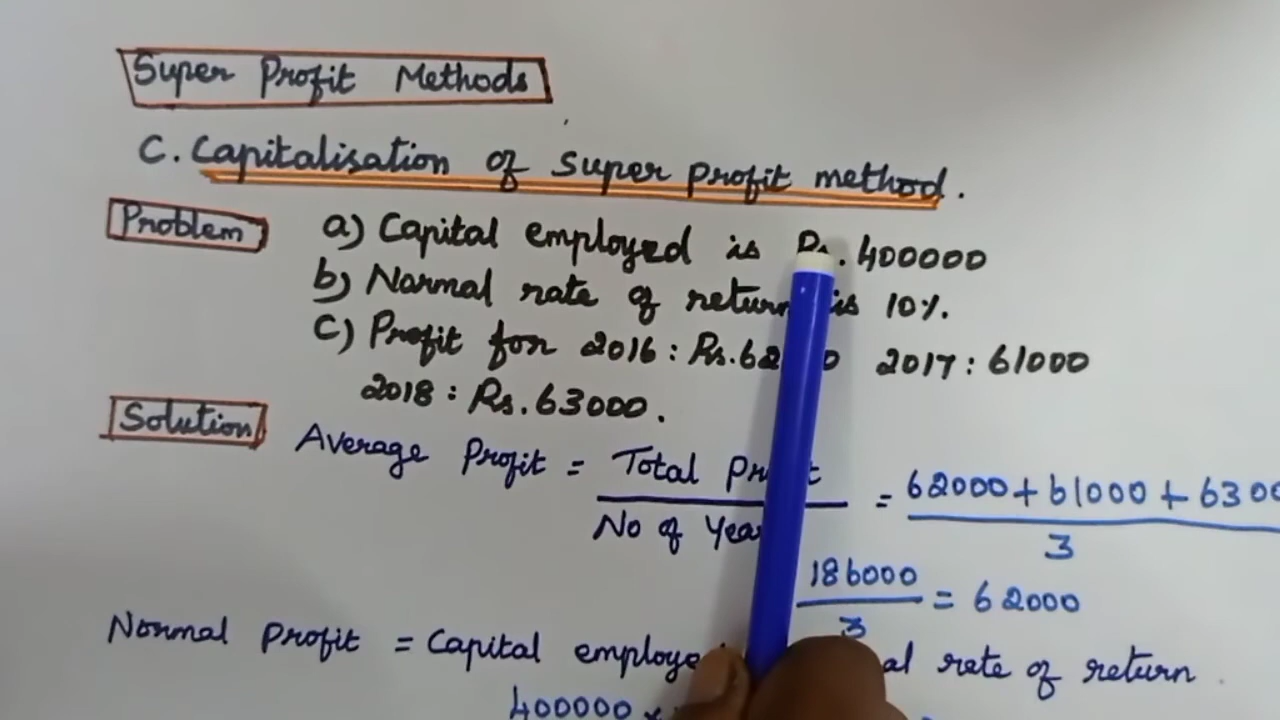 Super Profit Methods
C. Capitalisation of super profit method.
Problem a) Capital employed is Rs. 400000
b) Normal rate of return is 10%.
c) Profit for 2016 : Rs. 2017 : 61000
2018 : Rs. 63000.
Solution
Average Profit = Total = 62000 + 61000 + 
No of 3
186000 = 62000
3
Normal Profit = Capital rate of return.
400000 ×